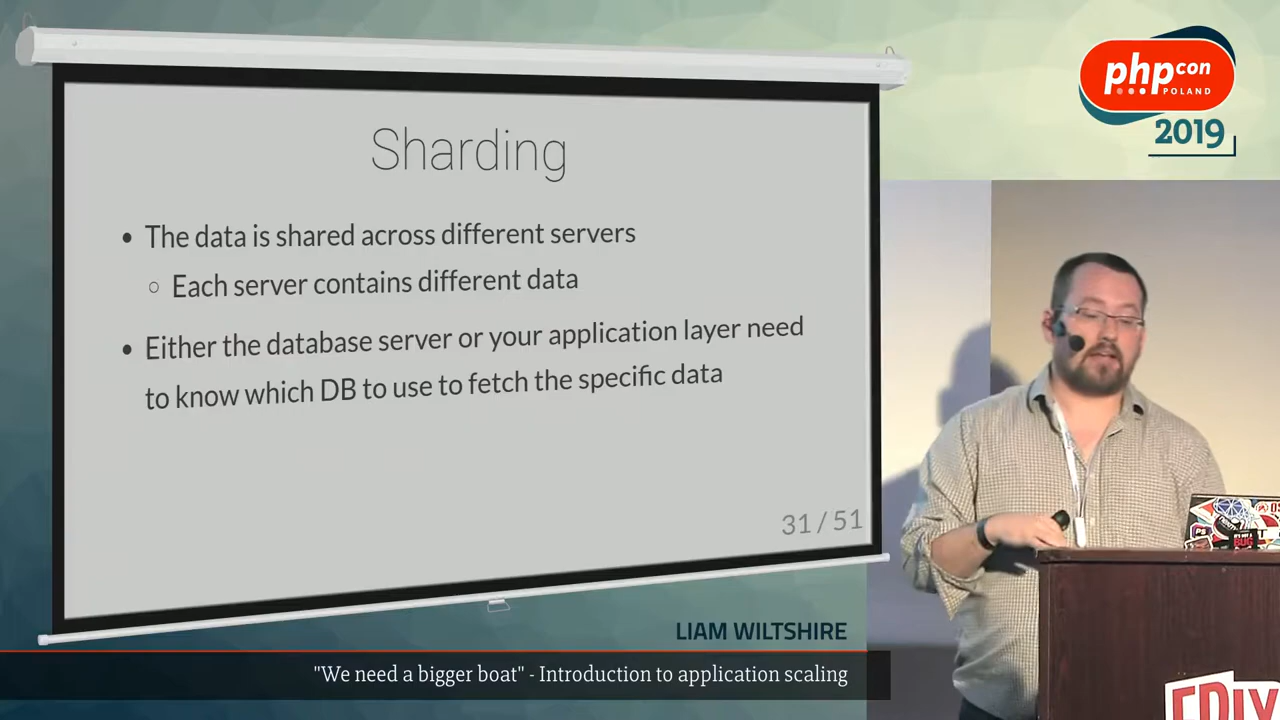 Sharding
• The data is shared across different servers
○ Each server contains different data
• Either the database server or your application layer need
to know which DB to use to fetch the specific data
31 / 51
phpcon
POLAND
2019
LIAM WILTSHIRE
"We need a bigger boat" - Introduction to application scaling